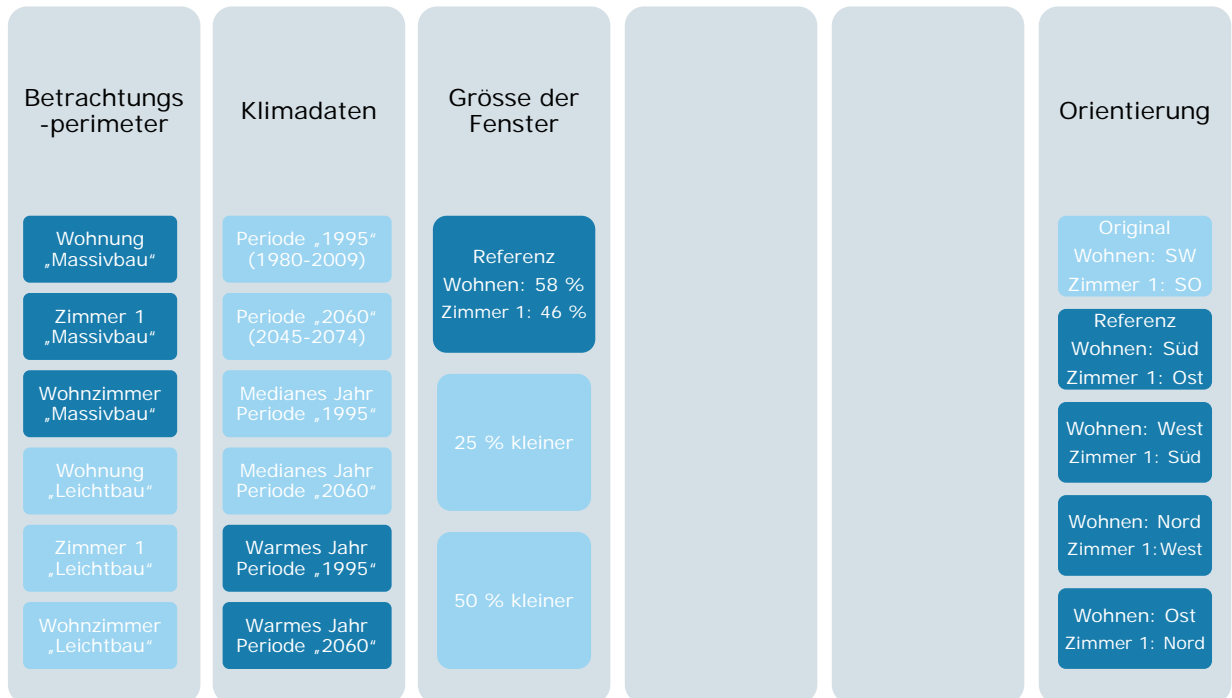 Betrachtungs
-perimeter
Wohnung
„Massivbau“
Zimmer 1
„Massivbau“
Wohnzimmer
„Massivbau“
Wohnung
„Leichtbau“
Zimmer 1
„Leichtbau“
Wohnzimmer
„Leichtbau“
Klimadaten
Periode „1995“
(1980-2009)
Periode „2060“
(2045-2074)
Medianes Jahr
Periode „1995“
Medianes Jahr
Periode „2060“
Warmes Jahr
Periode „1995“
Warmes Jahr
Periode „2060“
Grösse der
Fenster
Referenz
Wohnen: 58 %
Zimmer 1: 46 %
25 % kleiner
50 % kleiner
Orientierung
Original
Wohnen: SW
Zimmer 1: SO
Referenz
Wohnen: Süd
Zimmer 1: Ost
Wohnen: West
Zimmer 1: Süd
Wohnen: Nord
Zimmer 1: West
Wohnen: Ost
Zimmer 1: Nord